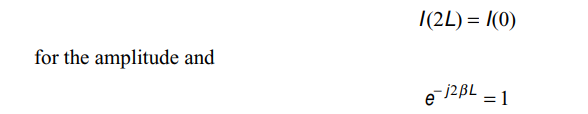 I(2L) = I(0)
for the amplitude and
e^{-j2βL} = 1